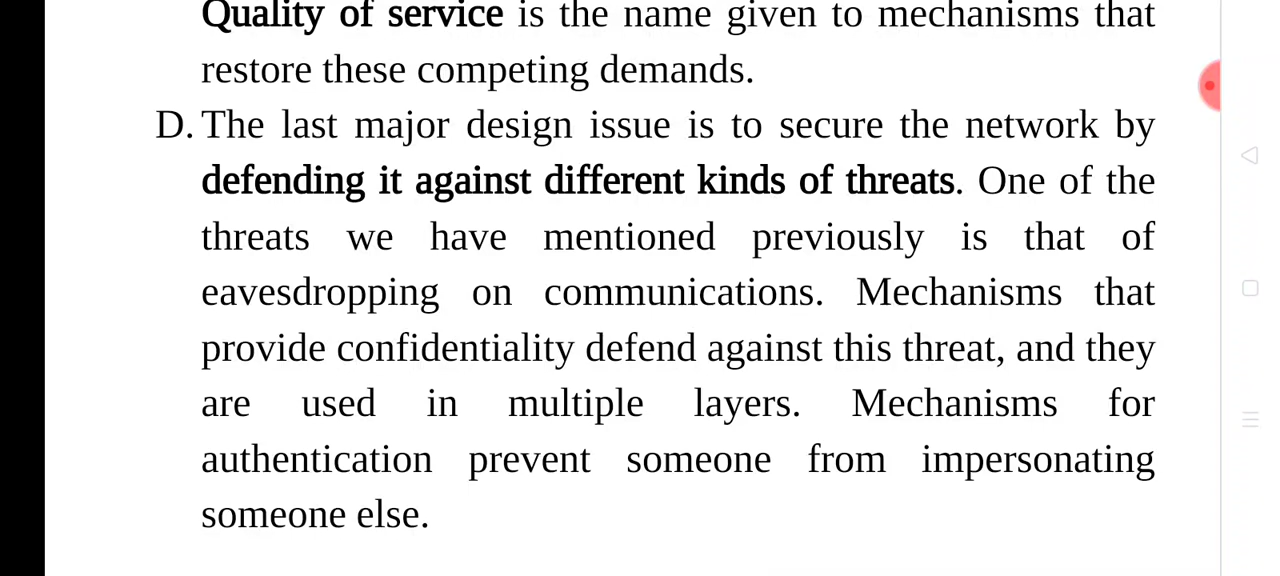 Quality of service is the name given to mechanisms that
restore these competing demands.
D. The last major design issue is to secure the network by
defending it against different kinds of threats. One of the
threats we have mentioned previously is that of
eavesdropping on communications. Mechanisms that
provide confidentiality defend against this threat, and they
are used in multiple layers. Mechanisms for
authentication prevent someone from impersonating
someone else.